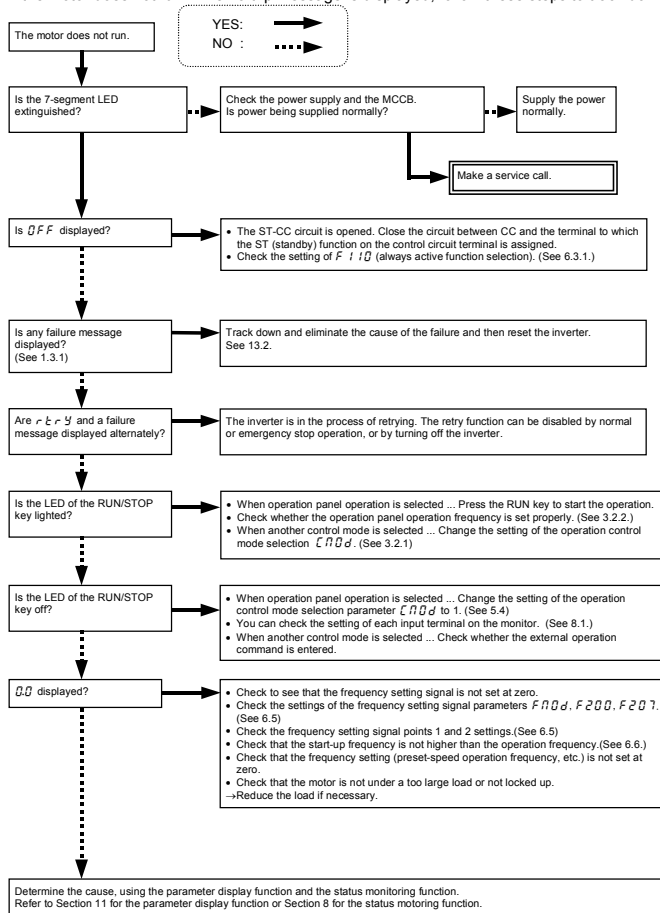 YES:
NO :
The motor does not run.
Is the 7-segment LED
extinguished?
Check the power supply and the MCCB.
Is power being supplied normally?
Supply the power
normally.
Make a service call.
Is OFF displayed?
• The ST-CC circuit is opened. Close the circuit between CC and the terminal to which
the ST (standby) function on the control circuit terminal is assigned.
• Check the setting of F110 (always active function selection). (See 6.3.1.)
Is any failure message
displayed?
(See 1.3.1)
Track down and eliminate the cause of the failure and then reset the inverter.
See 13.2.
Are rtry and a failure
message displayed alternately?
The inverter is in the process of retrying. The retry function can be disabled by normal
or emergency stop operation, or by turning off the inverter.
Is the LED of the RUN/STOP
key lighted?
• When operation panel operation is selected ... Press the RUN key to start the operation.
• Check whether the operation panel operation frequency is set properly. (See 3.2.2.)
• When another control mode is selected ... Change the setting of the operation control
mode selection CMOd. (See 3.2.1)
Is the LED of the RUN/STOP
key off?
• When operation panel operation is selected ... Change the setting of the operation
control mode selection parameter CMOd to 1. (See 5.4)
• You can check the setting of each input terminal on the monitor. (See 8.1.)
• When another control mode is selected ... Check whether the external operation
command is entered.
0.0 displayed?
• Check to see that the frequency setting signal is not set at zero.
• Check the settings of the frequency setting signal parameters FMOd, F200, F207.
(See 6.5)
• Check the frequency setting signal points 1 and 2 settings.(See 6.5)
• Check that the start-up frequency is not higher than the operation frequency.(See 6.6.)
• Check that the frequency setting (preset-speed operation frequency, etc.) is not set at
zero.
• Check that the motor is not under a too large load or not locked up.
→Reduce the load if necessary.
Determine the cause, using the parameter display function and the status monitoring function.
Refer to Section 11 for the parameter display function or Section 8 for the status motoring function.